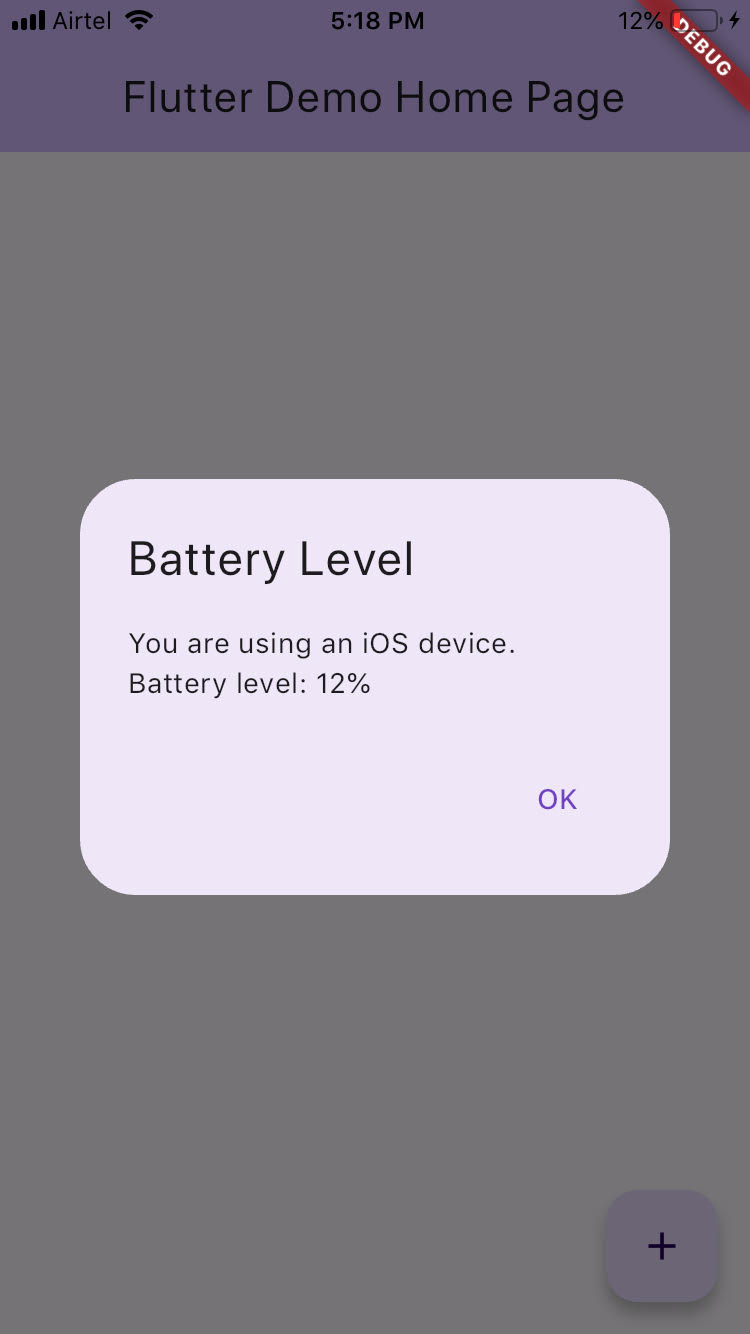 Airtel 5:18 PM 12%
DEBUG
Flutter Demo Home Page
Battery Level
You are using an iOS device.
Battery level: 12%
OK